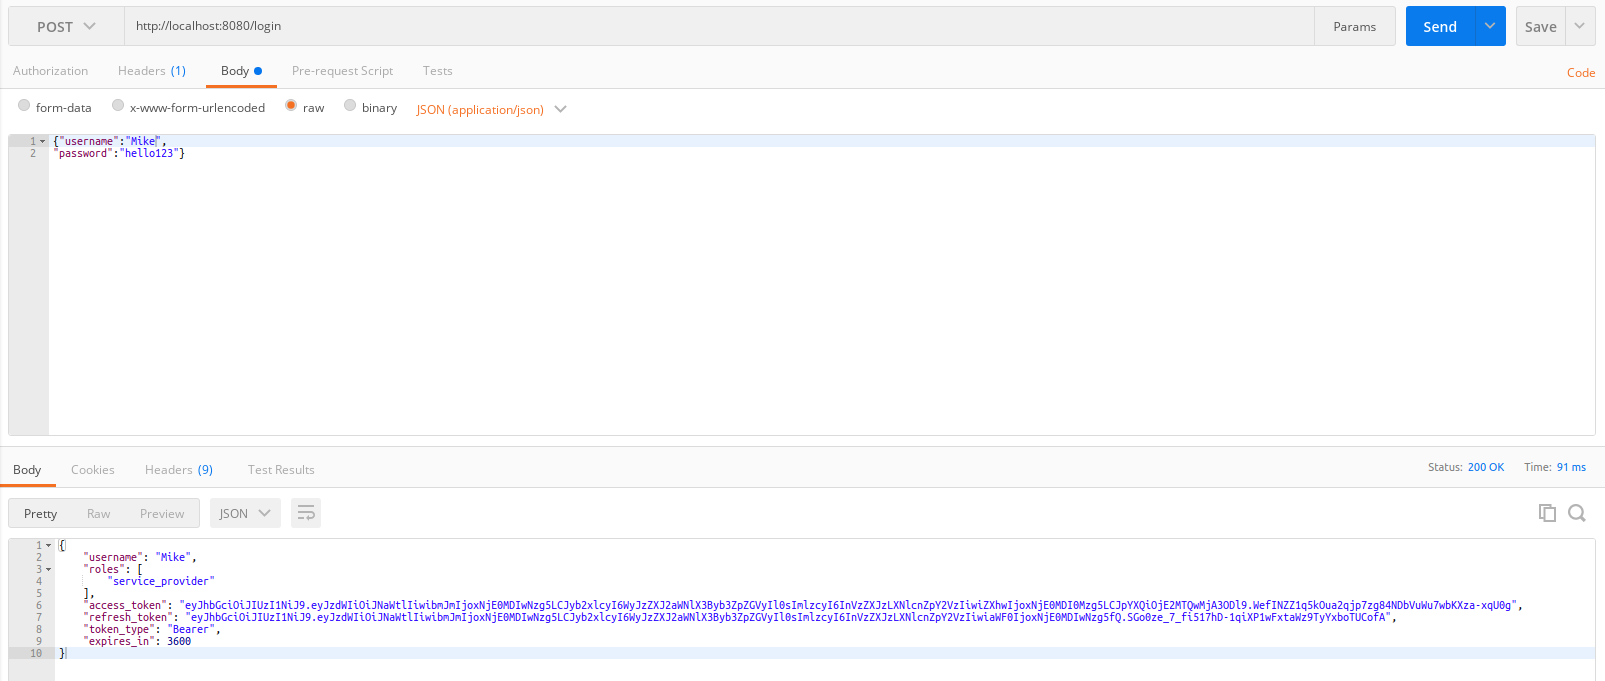 POST http://localhost:8080/login Params Send Save
Authorization Headers (1) Body Pre-request Script Tests Code
form-data x-www-form-urlencoded raw binary JSON (application/json)
1 {"username":"Mike",
2 "password":"hello123"}
Body Cookies Headers (9) Test Results Status: 200 OK Time: 91 ms
Pretty Raw Preview JSON
1 {
2 "username": "Mike",
3 "roles": [
4 "service_provider"
5 ],
6 "access_token": "eyJhbGciOiJIUzI1NiJ9.eyJzdWIiOiJNaWtlIiwibmJmIjoxNjE0MDIwNzg5LCJyb2xlcyI6WyJzZXJ2aWNlX3Byb3ZpZGVyIl0sImlzcyI6InVzZXJzLXNlcnZpY2VzIiwiZXhwIjoxNjE0MDI0Mzg5LCJpYXQiOjE2MTQwMjA3ODl9.WefINZZ1q5kOua2qjp7zg84NDbVuWu7wbKXza-xqU0g",
7 "refresh_token": "eyJhbGciOiJIUzI1NiJ9.eyJzdWIiOiJNaWtlIiwibmJmIjoxNjE0MDIwNzg5LCJyb2xlcyI6WyJzZXJ2aWNlX3Byb3ZpZGVyIl0sImlzcyI6InVzZXJzLXNlcnZpY2VzIiwiaWF0IjoxNjE0MDIwNzg5fQ.SGo0ze_7_fi517hD-1qiXP1wFxtaWz9TyYxboTUCofA",
8 "token_type": "Bearer",
9 "expires_in": 3600
10 }